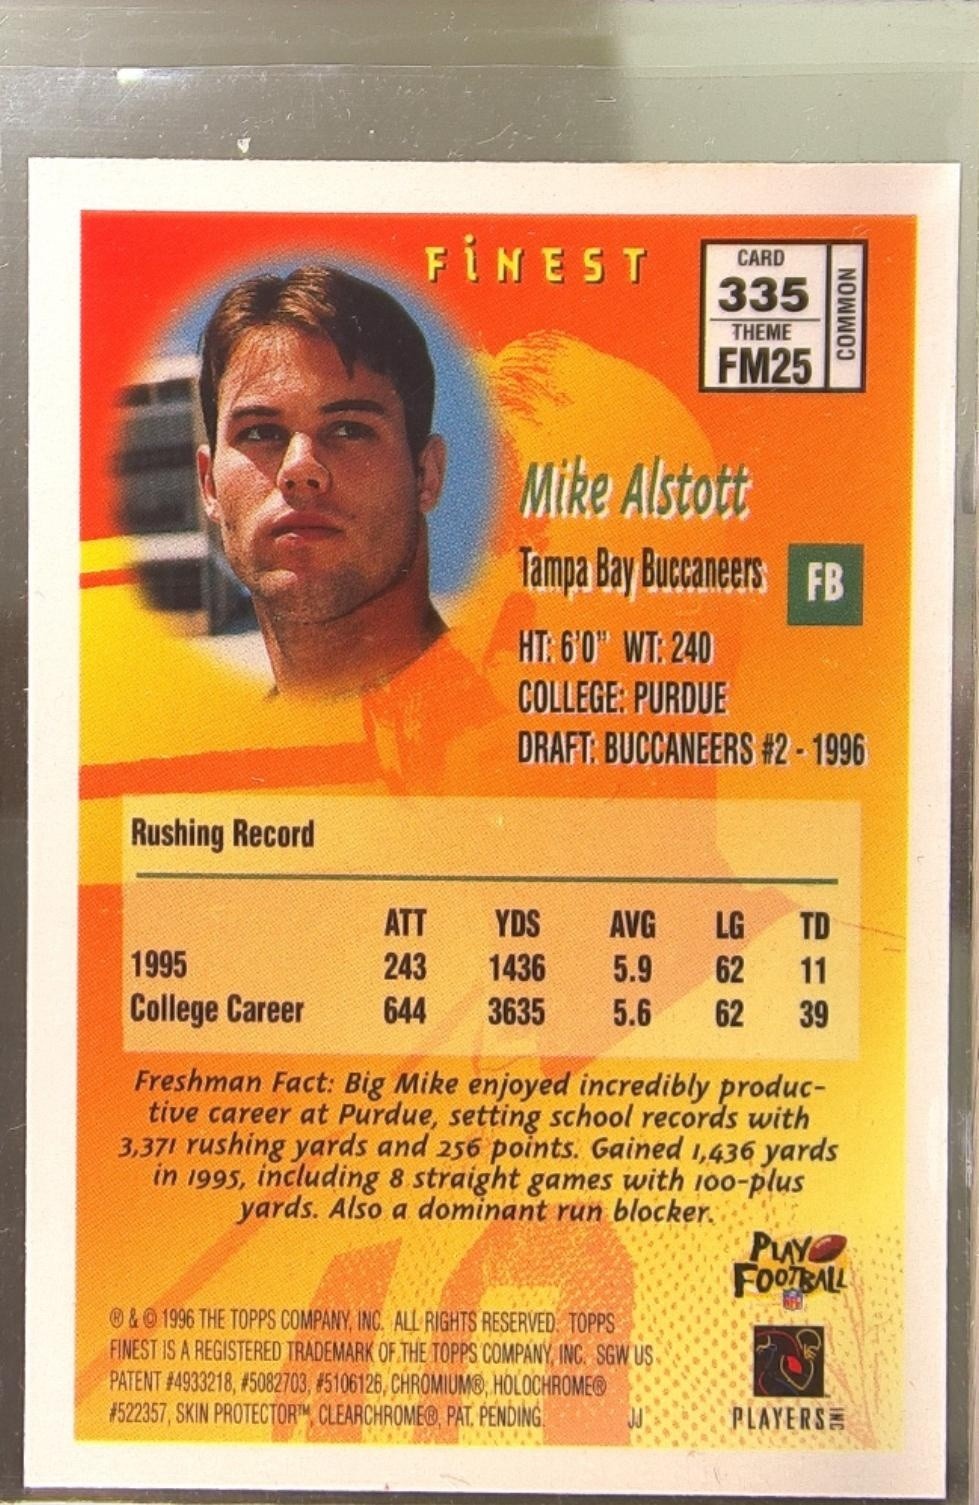 FiNEST
CARD
335
THEME
FM25
COMMON
Mike Alstott
Tampa Bay Buccaneers
FB
HT: 6'0" WT: 240
COLLEGE: PURDUE
DRAFT: BUCCANEERS #2 - 1996
Rushing Record
ATT YDS AVG LG TD
1995 243 1436 5.9 62 11
College Career 644 3635 5.6 62 39
Freshman Fact: Big Mike enjoyed incredibly produc-
tive career at Purdue, setting school records with
3,371 rushing yards and 256 points. Gained 1,436 yards
in 1995, including 8 straight games with 100-plus
yards. Also a dominant run blocker.
PLAY
FOOTBALL
NFL
® & © 1996 THE TOPPS COMPANY, INC. ALL RIGHTS RESERVED. TOPPS
FINEST IS A REGISTERED TRADEMARK OF THE TOPPS COMPANY, INC. SGW US
PATENT #4933218, #5082703, #5106126, CHROMIUM®, HOLOCHROME®
#522357, SKIN PROTECTOR™, CLEARCHROME®, PAT. PENDING. JJ
PLAYERS INC